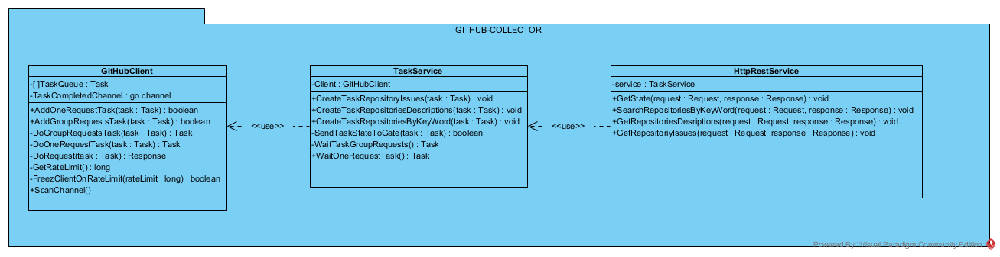 GITHUB-COLLECTOR
GitHubClient
-[ ]TaskQueue : Task
-TaskCompletedChannel : go channel
+AddOneRequestTask(task : Task) : boolean
+AddGroupRequestsTask(task : Task) : boolean
-DoGroupRequestsTask(task : Task) : Task
-DoOneRequestTask(task : Task) : Task
-DoRequest(task : Task) : Response
-GetRateLimit() : long
-FreezClientOnRateLimit(rateLimit : long) : boolean
+ScanChannel()
<<use>>
TaskService
-Client : GitHubClient
+CreateTaskRepositoryIssues(task : Task) : void
+CreateTaskRepositoriesDescriptions(task : Task) : void
+CreateTaskRepositoriesByKeyWord(task : Task) : void
-SendTaskStateToGate(task : Task) : boolean
-WaitTaskGroupRequests() : Task
+WaitOneRequestTask() : Task
<<use>>
HttpRestService
-service : TaskService
+GetState(request : Request, response : Response) : void
+SearchRepositoriesByKeyWord(request : Request, response : Response) : void
+GetRepositoriesDesriptions(request : Request, response : Response) : void
+GetRepositoriyIssues(request : Request, response : Response) : void
Powered By Visual Paradigm Community Edition